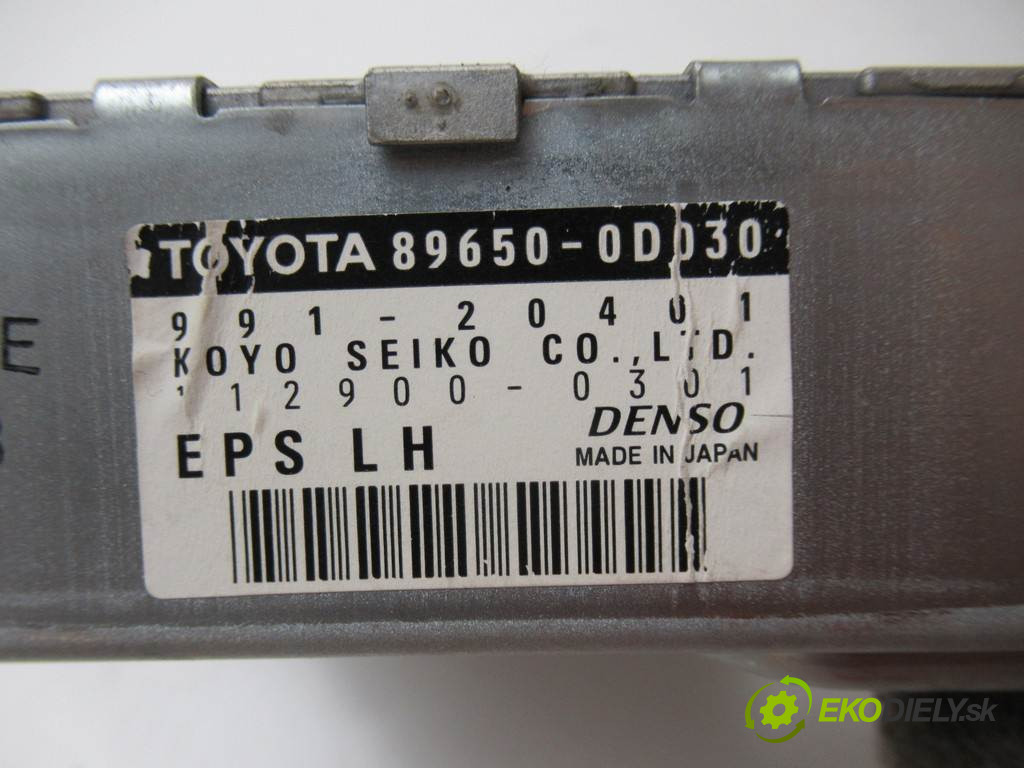 TOYOTA 89650-0D030
991-20401
KOYO SEIKO CO.,LTD.
112900-0301
DENSO
EPS LH
MADE IN JAPAN
E
EKODIELY.sk